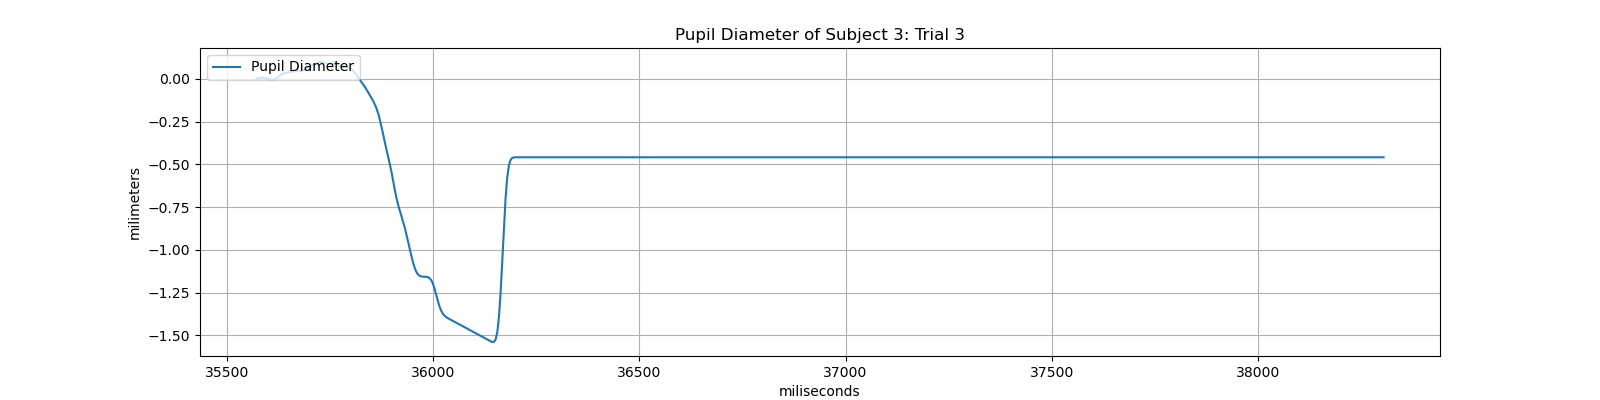 Pupil Diameter of Subject 3: Trial 3
Pupil Diameter
0.00
−0.25
−0.50
−0.75
−1.00
−1.25
−1.50
milimeters
35500 36000 36500 37000 37500 38000
miliseconds